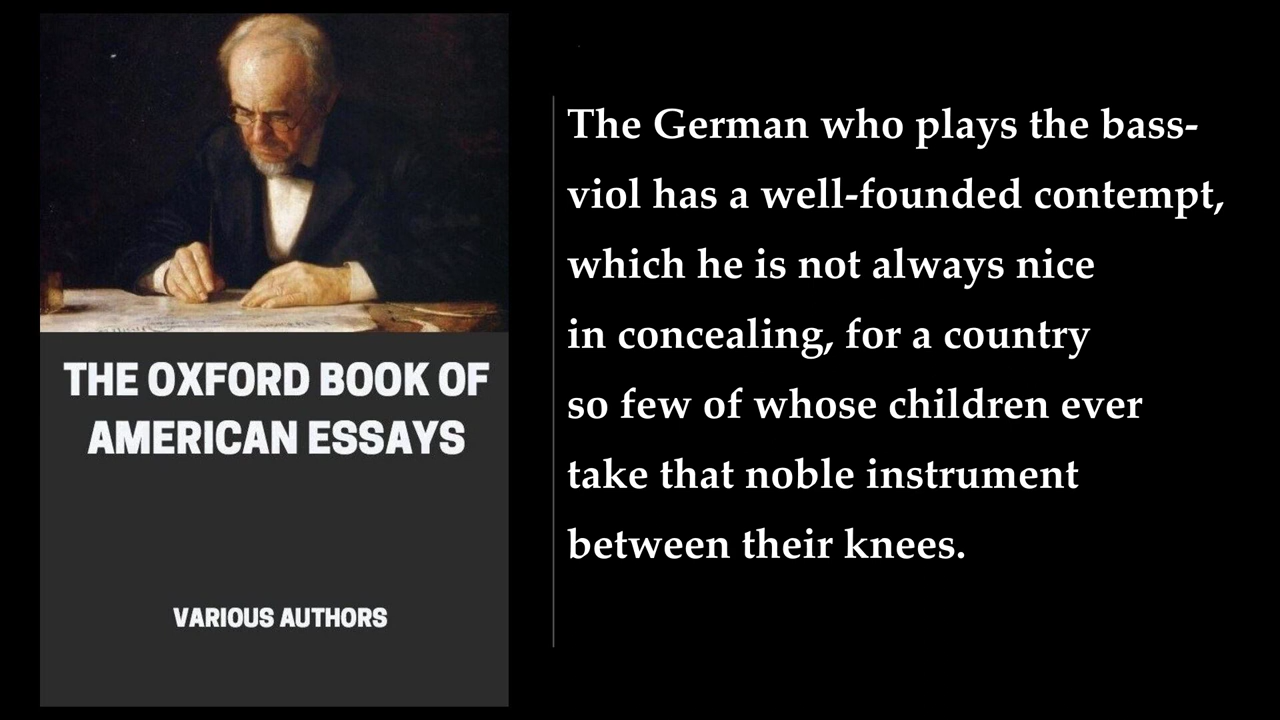 THE OXFORD BOOK OF
AMERICAN ESSAYS
VARIOUS AUTHORS
The German who plays the bass-
viol has a well-founded contempt,
which he is not always nice
in concealing, for a country
so few of whose children ever
take that noble instrument
between their knees.